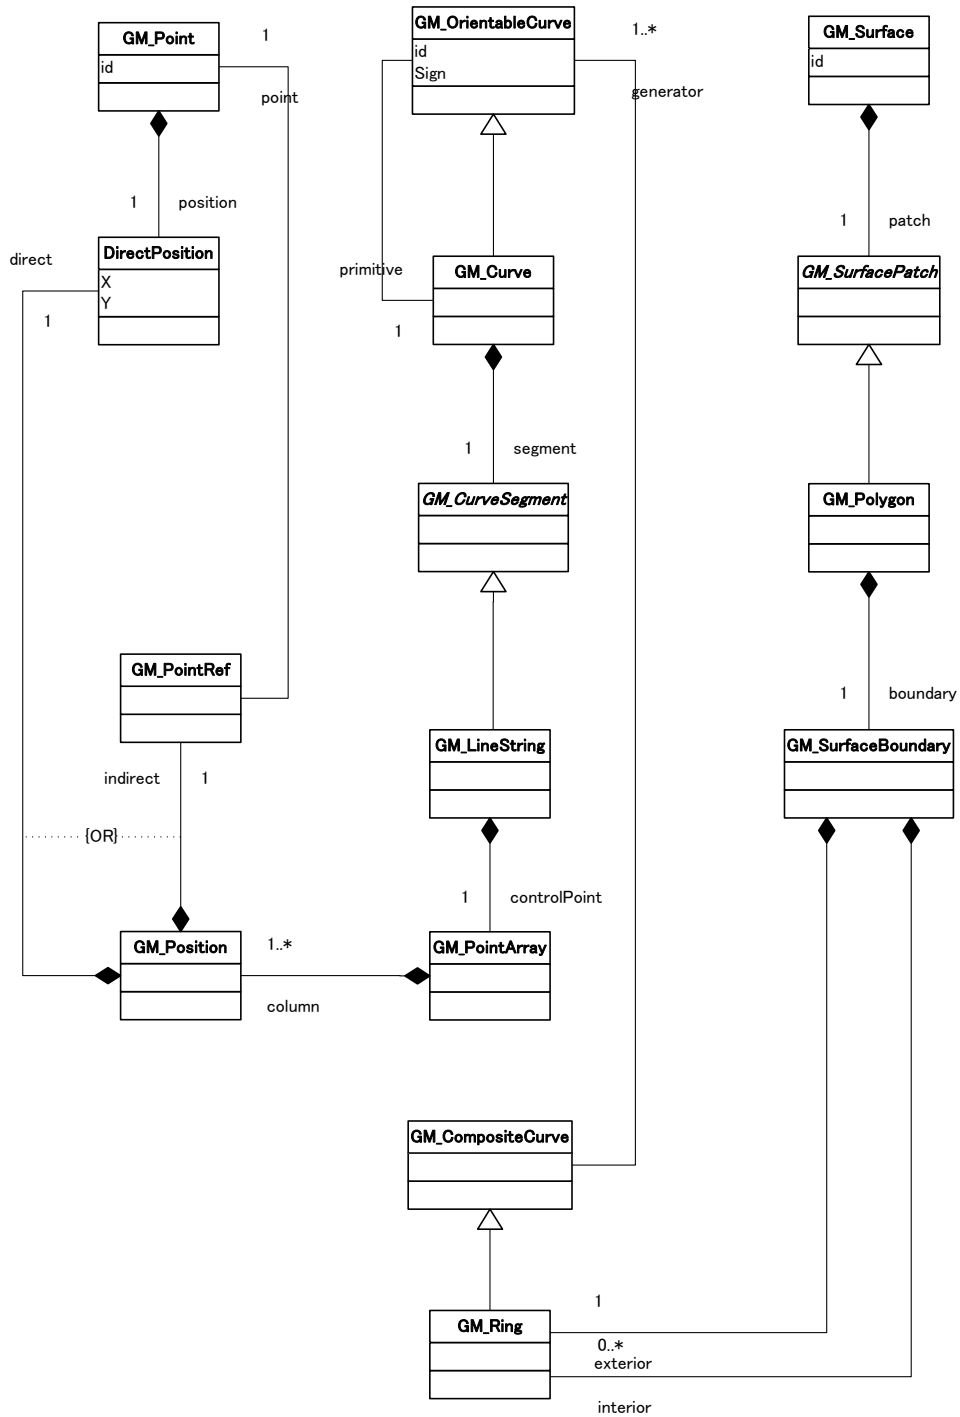 GM_Point
id
1
point
1
position
direct
DirectPosition
X
Y
1
GM_OrientableCurve
id
Sign
1..*
generator
primitive
1
GM_Curve
1
segment
GM_CurveSegment
GM_Surface
id
1
patch
GM_SurfacePatch
GM_Polygon
1
boundary
GM_SurfaceBoundary
GM_PointRef
indirect
1
{OR}
GM_LineString
1
controlPoint
GM_Position
1..*
column
GM_PointArray
GM_CompositeCurve
GM_Ring
1
0..*
exterior
interior